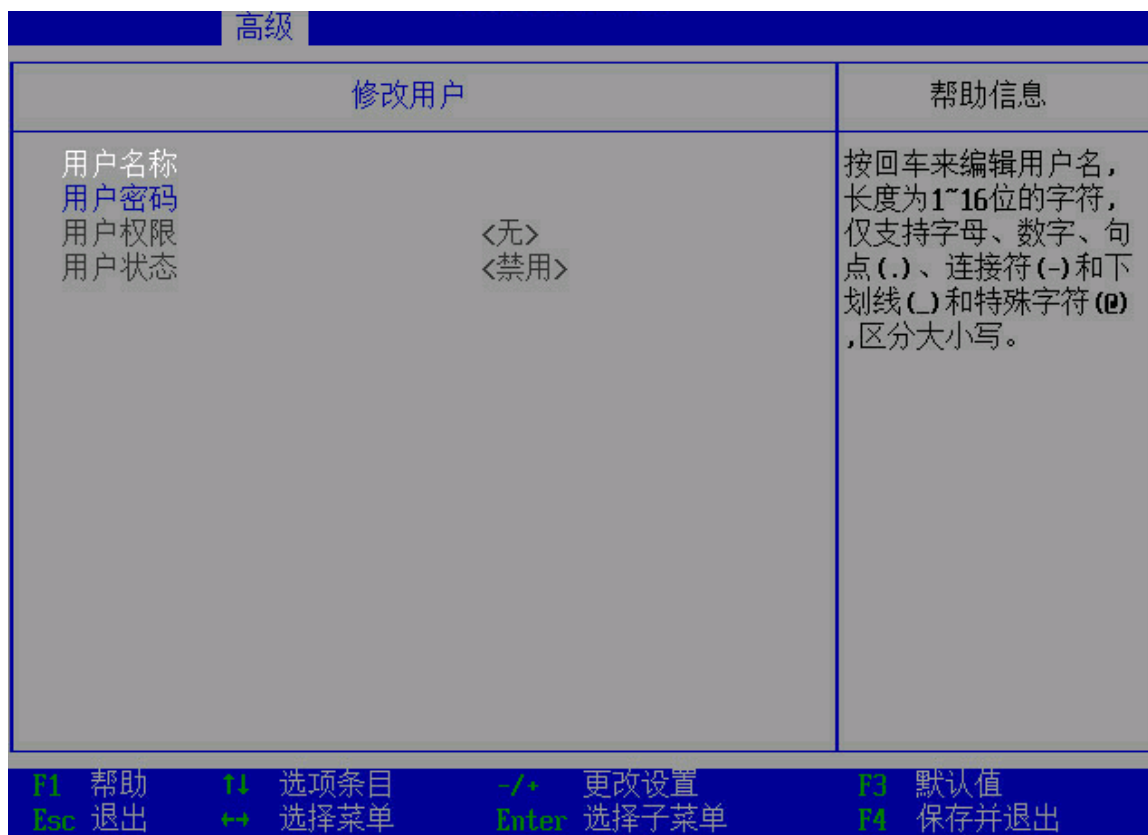 高级
修改用户
用户名称
用户密码
用户权限 <无>
用户状态 <禁用>
帮助信息
按回车来编辑用户名,
长度为1~16位的字符,
仅支持字母、数字、句
点(.)、连接符(-)和下
划线(_)和特殊字符(@)
,区分大小写。
F1 帮助 ↑↓ 选项条目 -/+ 更改设置 F3 默认值
Esc 退出 ←→ 选择菜单 Enter 选择子菜单 F4 保存并退出